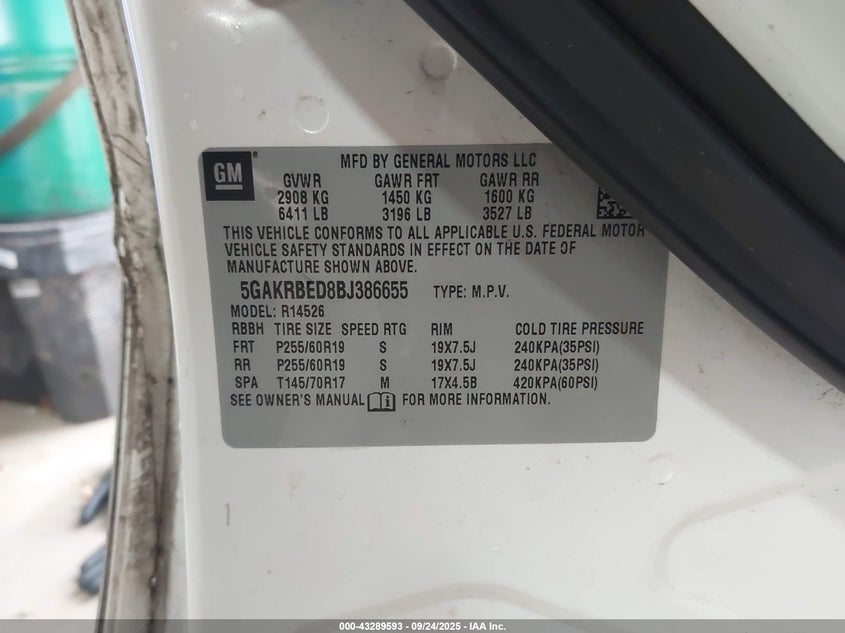 GM ®
MFD BY GENERAL MOTORS LLC
GVWR GAWR FRT GAWR RR
2908 KG 1450 KG 1600 KG
6411 LB 3196 LB 3527 LB
THIS VEHICLE CONFORMS TO ALL APPLICABLE U.S. FEDERAL MOTOR
VEHICLE SAFETY STANDARDS IN EFFECT ON THE DATE OF
MANUFACTURE SHOWN ABOVE.
5GAKRBED8BJ386655 TYPE: M.P.V.
MODEL: R14526
RBBH TIRE SIZE SPEED RTG RIM COLD TIRE PRESSURE
FRT P255/60R19 S 19X7.5J 240KPA(35PSI)
RR P255/60R19 S 19X7.5J 240KPA(35PSI)
SPA T145/70R17 M 17X4.5B 420KPA(60PSI)
SEE OWNER'S MANUAL i FOR MORE INFORMATION.
000-43289593 - 09/24/2025 - IAA Inc.